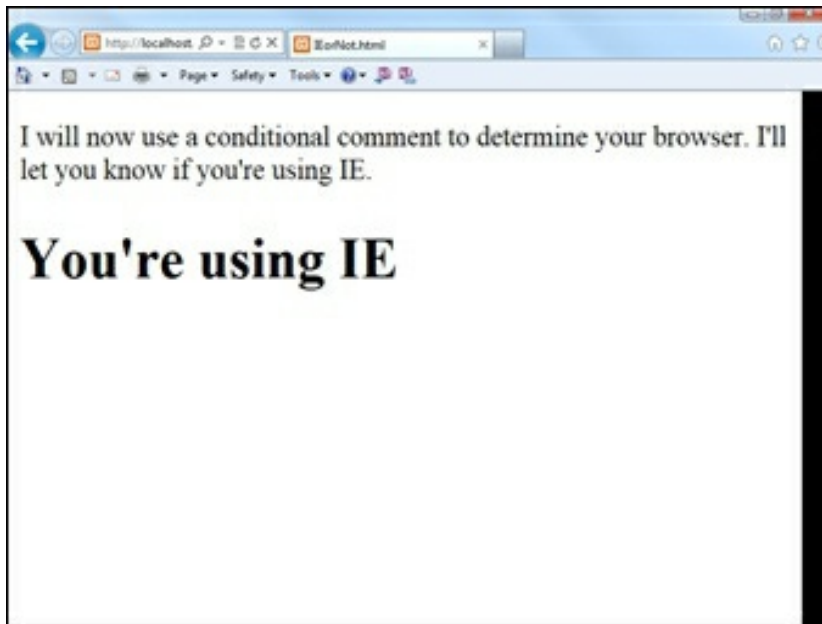 http://localhost IEorNot.html
Page Safety Tools
I will now use a conditional comment to determine your browser. I'll
let you know if you're using IE.
You're using IE